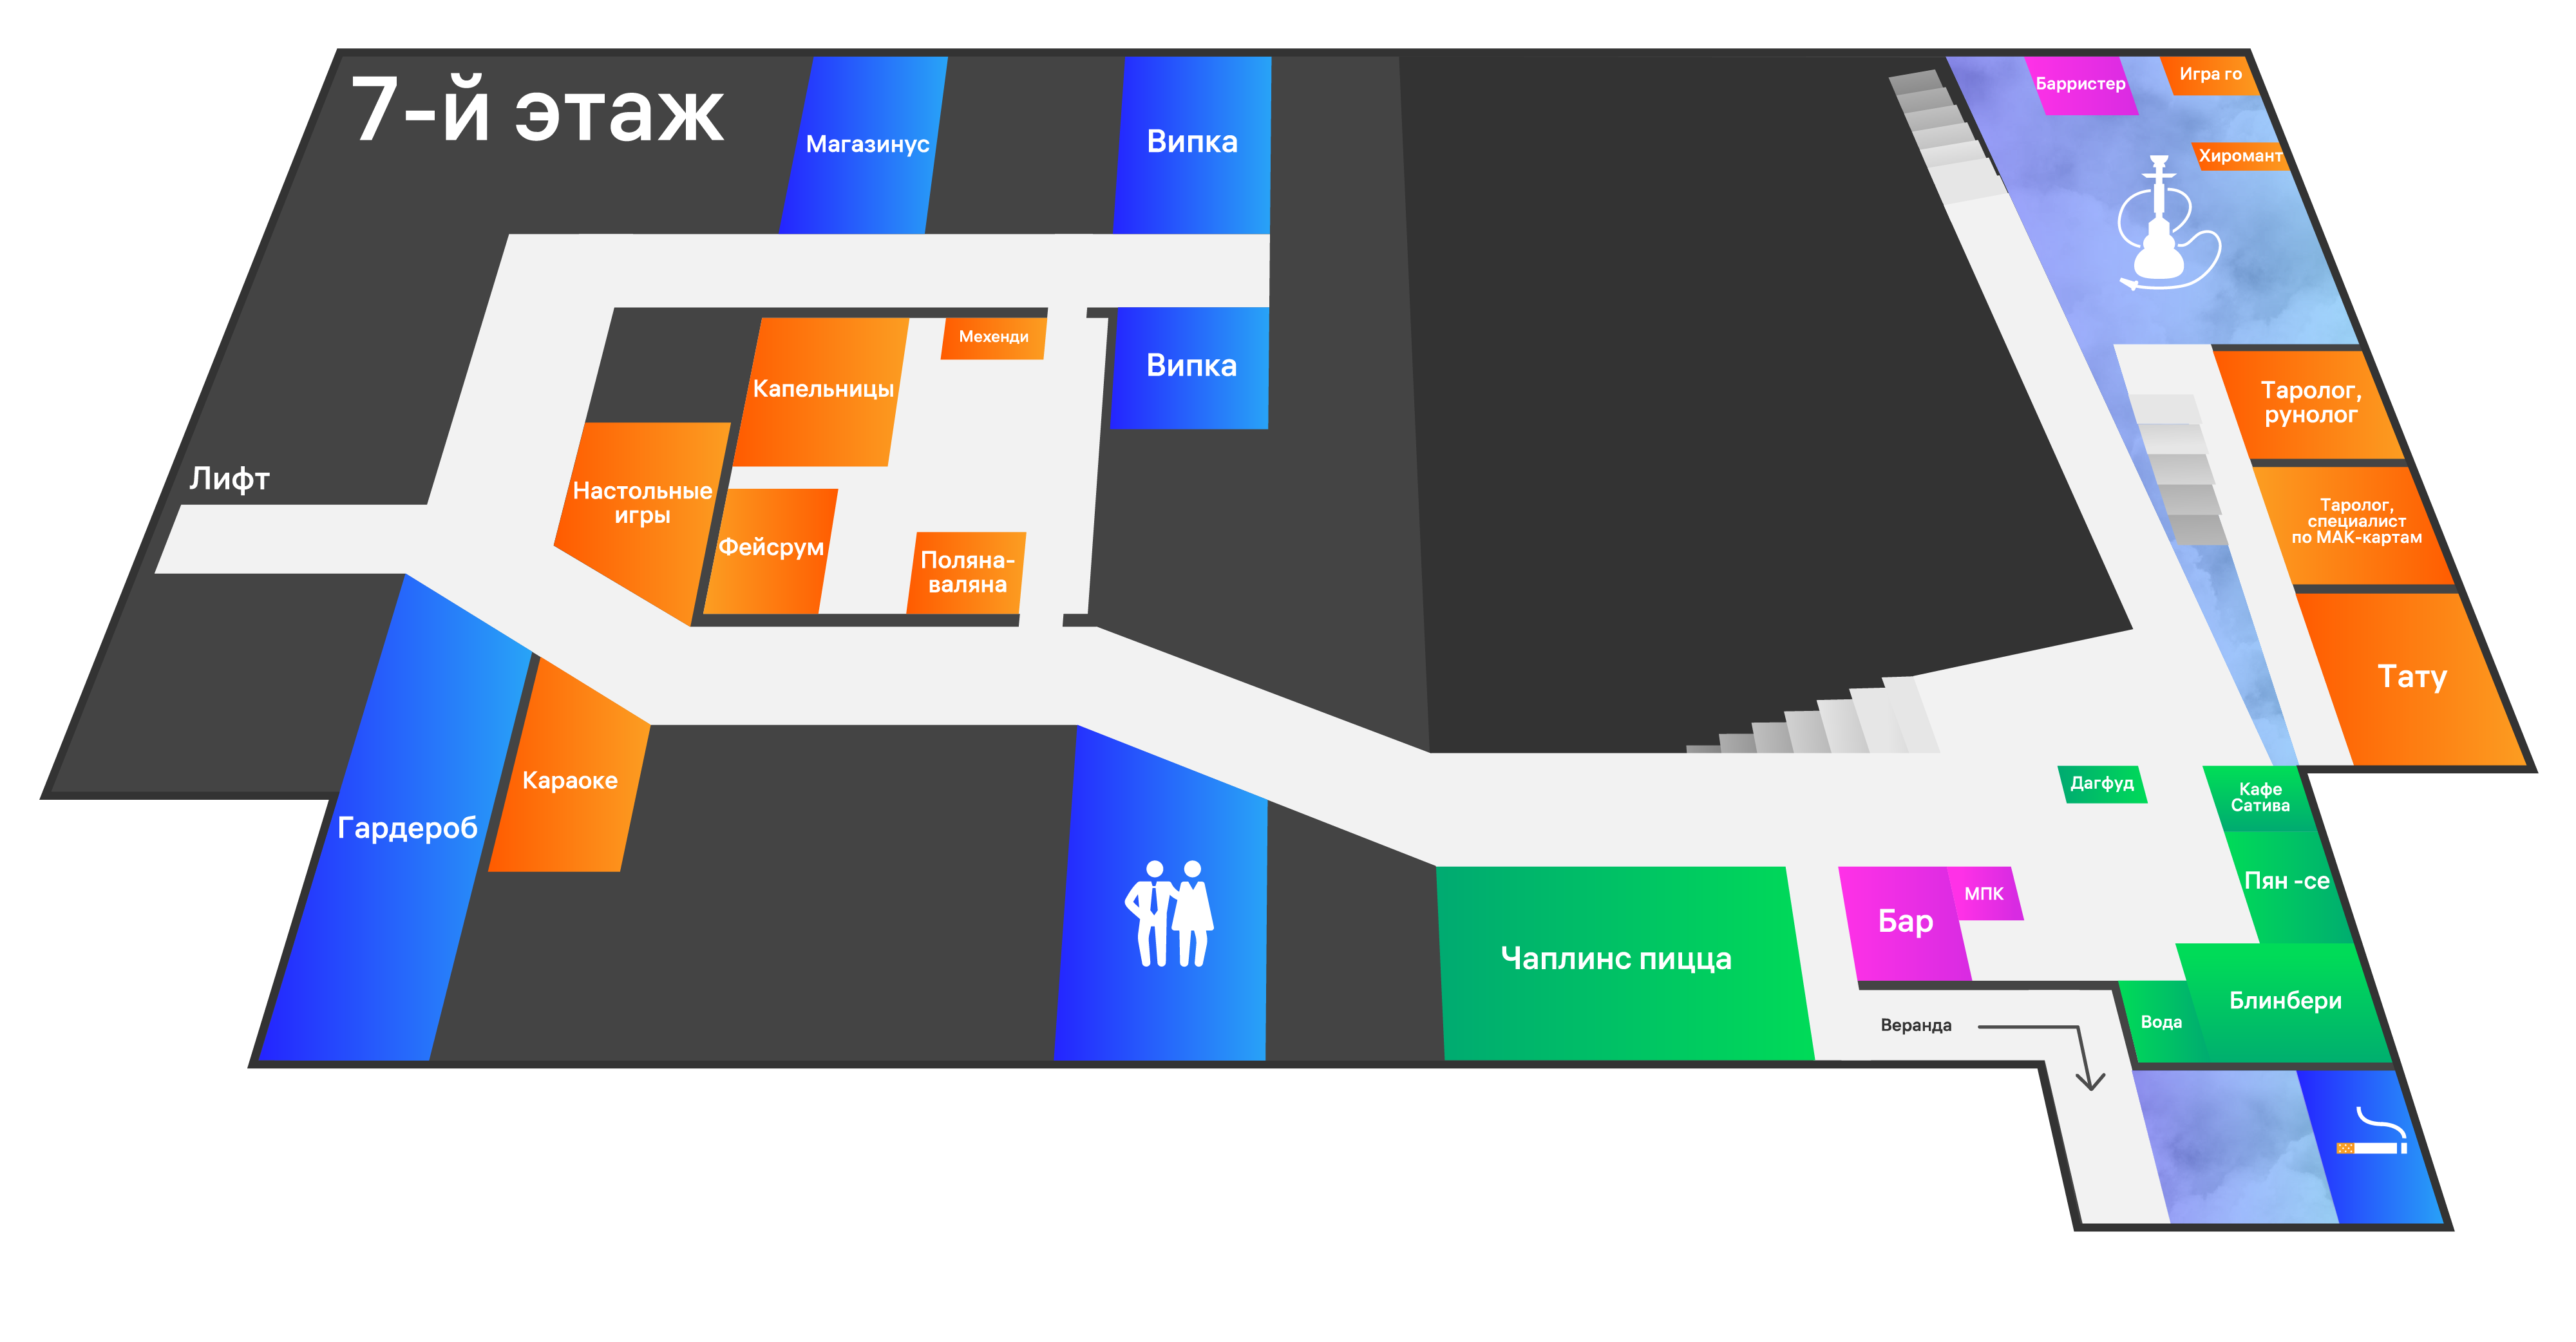 7-й этаж
Магазинус
Випка
Барристер
Игра го
Хиромант
Мехенди
Випка
Капельницы
Таролог,
рунолог
Лифт
Настольные
игры
Фейсрум
Поляна-
валяна
Таролог,
специалист
по МАК-картам
Тату
Гардероб
Караоке
Дагфуд
Кафе
Сатива
Пян -се
Чаплинс пицца
Бар
МПК
Веранда
Вода
Блинбери